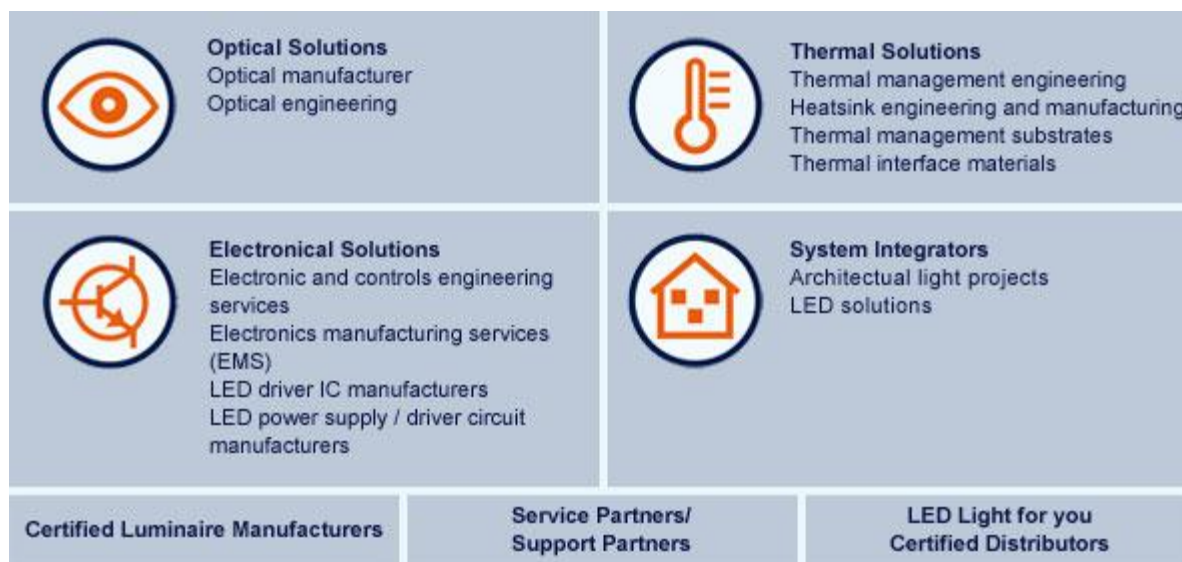 Optical Solutions
Optical manufacturer
Optical engineering
Thermal Solutions
Thermal management engineering
Heatsink engineering and manufacturing
Thermal management substrates
Thermal interface materials
Electronical Solutions
Electronic and controls engineering
services
Electronics manufacturing services
(EMS)
LED driver IC manufacturers
LED power supply / driver circuit
manufacturers
System Integrators
Architectual light projects
LED solutions
Certified Luminaire Manufacturers
Service Partners/
Support Partners
LED Light for you
Certified Distributors